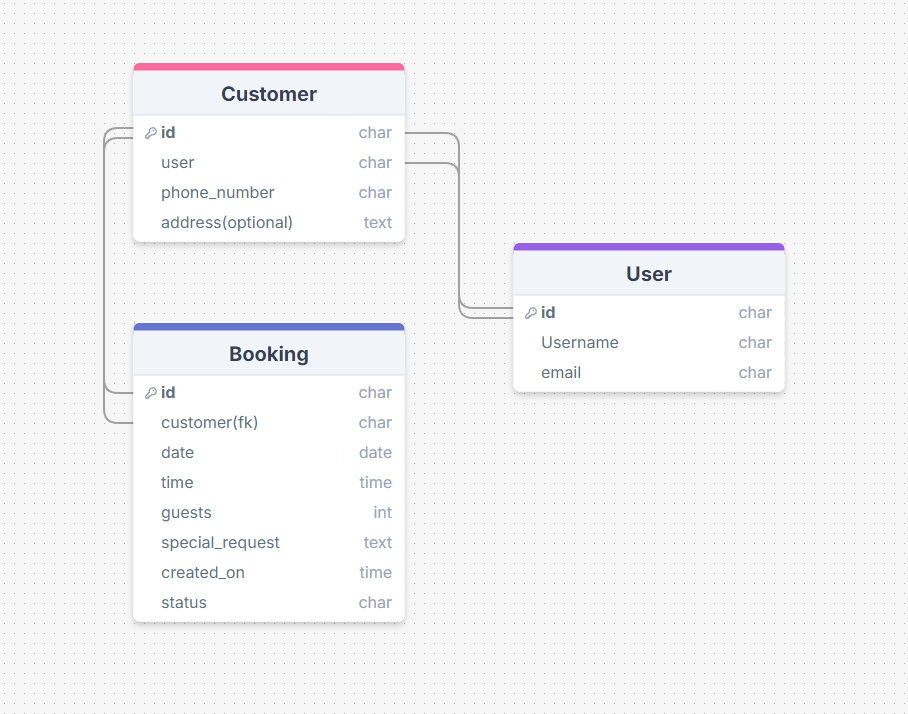 Customer
id char
user char
phone_number char
address(optional) text
User
id char
Username char
email char
Booking
id char
customer(fk) char
date date
time time
guests int
special_request text
created_on time
status char